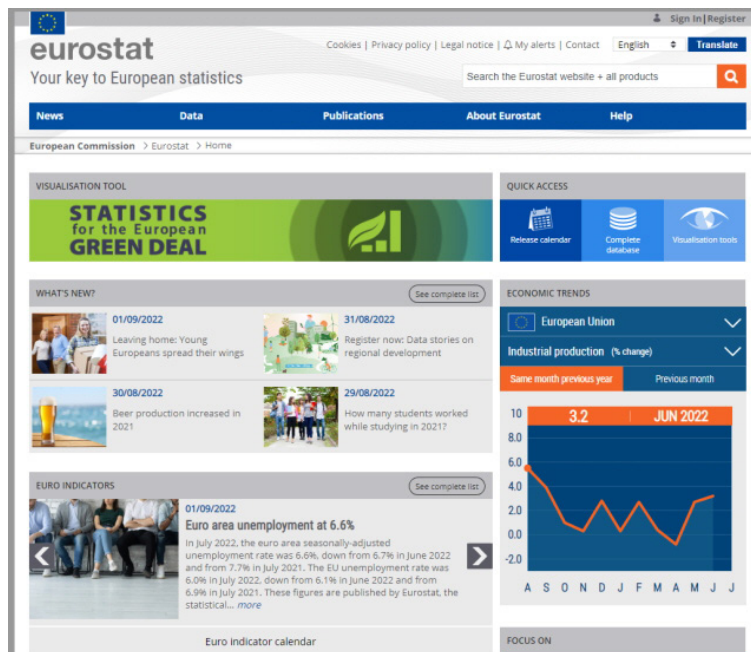 Sign In|Register
eurostat
Cookies | Privacy policy | Legal notice | My alerts | Contact
English
Translate
Your key to European statistics
Search the Eurostat website + all products
News Data Publications About Eurostat Help
European Commission > Eurostat > Home
VISUALISATION TOOL
STATISTICS
for the European
GREEN DEAL
QUICK ACCESS
Release calendar
Complete
database
Visualisation tools
WHAT'S NEW?
See complete list
01/09/2022
Leaving home: Young
Europeans spread their wings
31/08/2022
Register now: Data stories on
regional development
30/08/2022
Beer production increased in
2021
29/08/2022
How many students worked
while studying in 2021?
ECONOMIC TRENDS
European Union
Industrial production (% change)
Same month previous year
Previous month
3.2 JUN 2022
10
8.0
6.0
4.0
2.0
0.0
-2.0
A S O N D J F M A M J J
EURO INDICATORS
See complete list
01/09/2022
Euro area unemployment at 6.6%
In July 2022, the euro area seasonally-adjusted
unemployment rate was 6.6%, down from 6.7% in June 2022
and from 7.7% in July 2021. The EU unemployment rate was
6.0% in July 2022, down from 6.1% in June 2022 and from
6.9% in July 2021. These figures are published by Eurostat, the
statistical... more
Euro indicator calendar
FOCUS ON